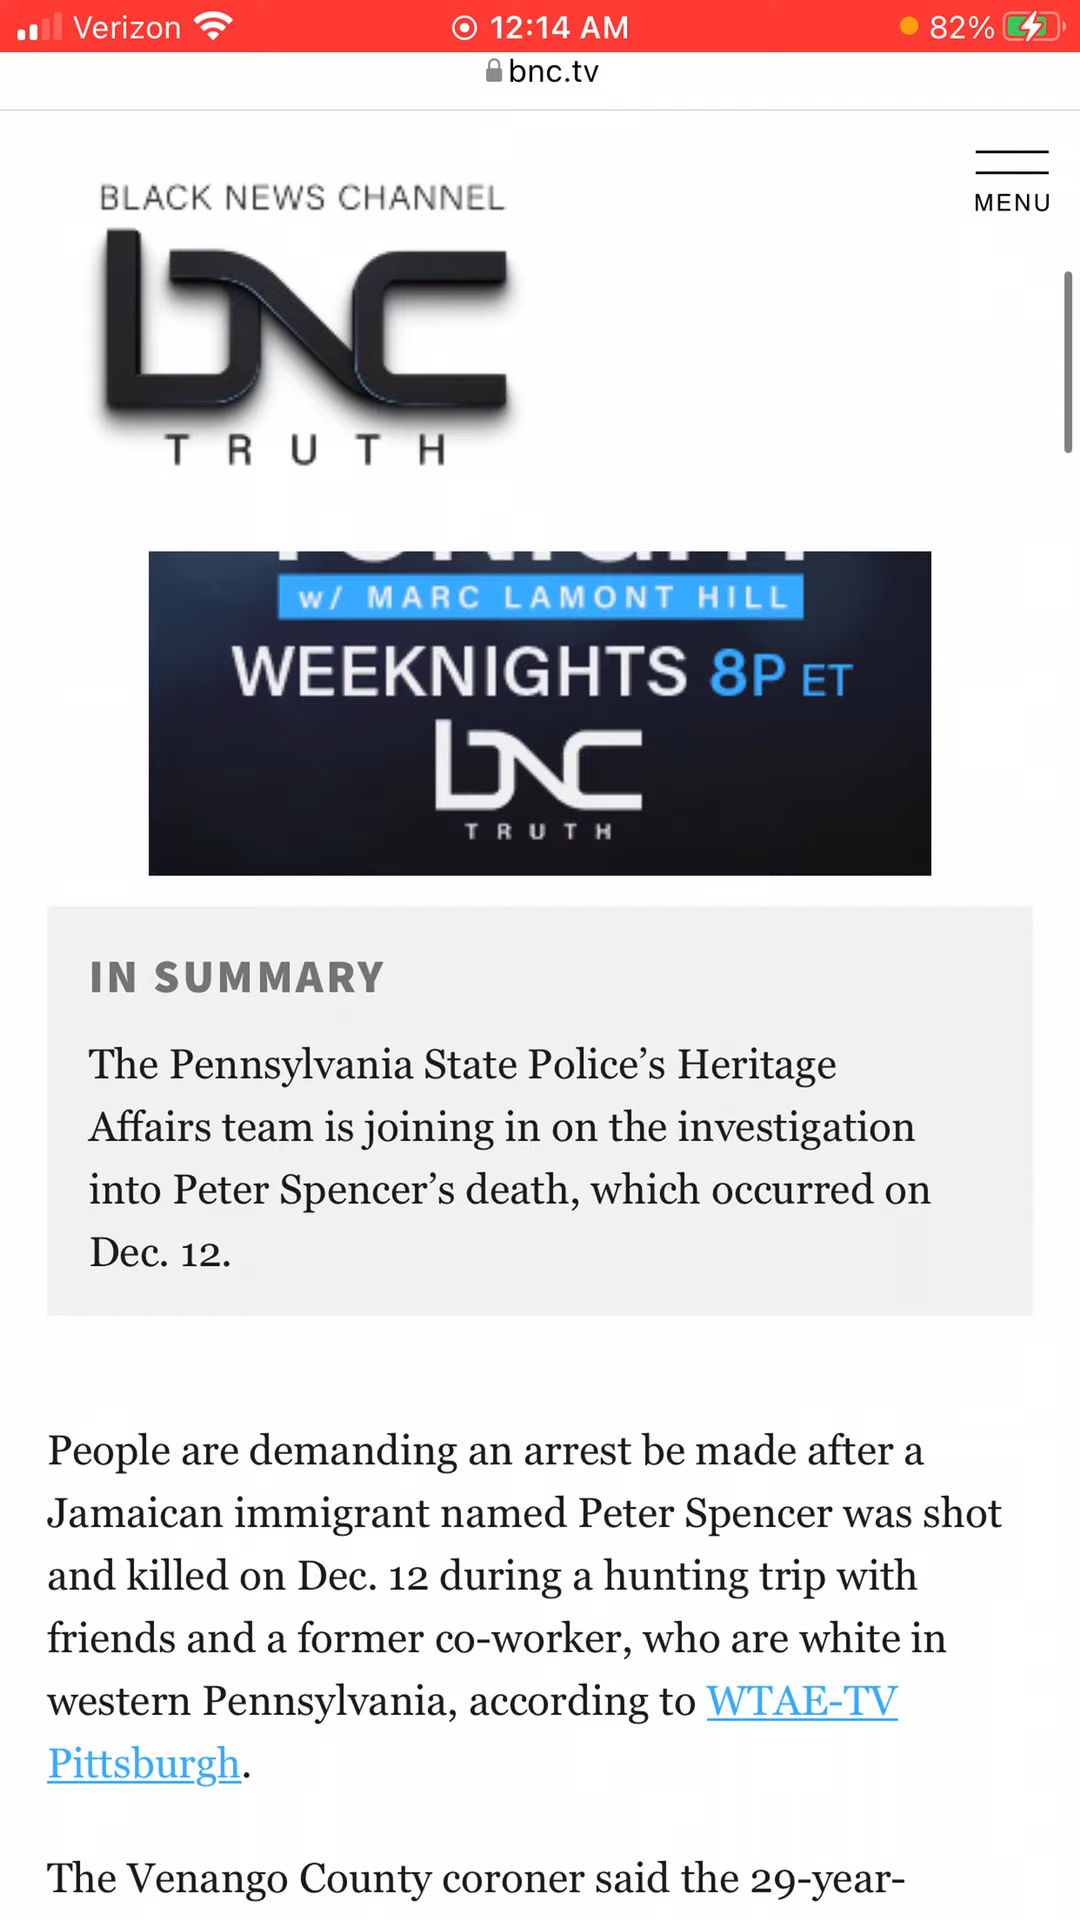 Verizon 12:14 AM 82%
bnc.tv
BLACK NEWS CHANNEL
MENU
bnc
TRUTH
TONIGHT
w/ MARC LAMONT HILL
WEEKNIGHTS 8P ET
bnc
TRUTH
IN SUMMARY
The Pennsylvania State Police’s Heritage
Affairs team is joining in on the investigation
into Peter Spencer’s death, which occurred on
Dec. 12.
People are demanding an arrest be made after a
Jamaican immigrant named Peter Spencer was shot
and killed on Dec. 12 during a hunting trip with
friends and a former co-worker, who are white in
western Pennsylvania, according to WTAE-TV
Pittsburgh.
The Venango County coroner said the 29-year-